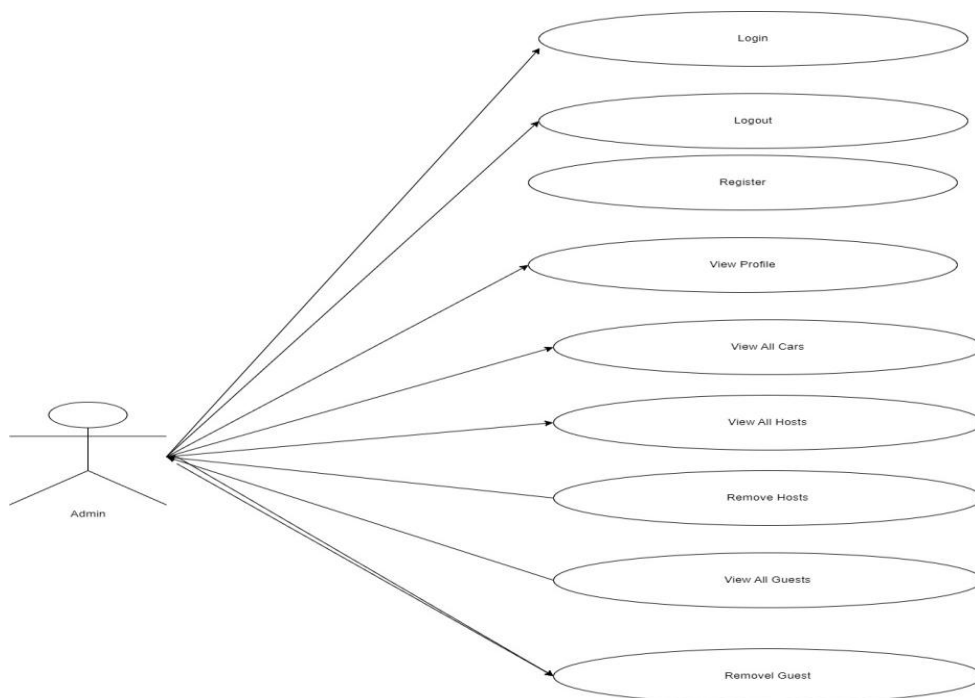 Login
Logout
Register
View Profile
View All Cars
View All Hosts
Remove Hosts
Admin
View All Guests
Removel Guest